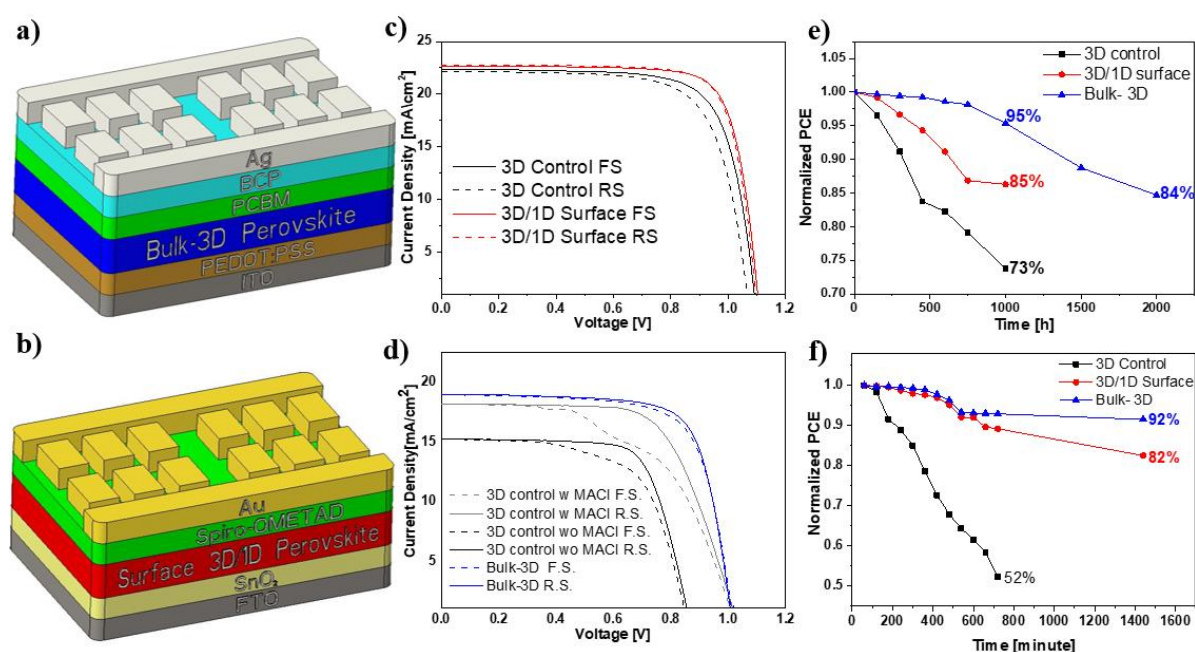 a)
Ag
BCP
PCBM
Bulk-3D Perovskite
PEDOT:PSS
ITO
b)
Au
Spiro-OMETAD
Surface 3D/1D Perovskite
SnO₂
FTO
c)
25
20
15
10
5
Current Density [mA\cm²]
3D Control FS
3D Control RS
3D/1D Surface FS
3D/1D Surface RS
0.0 0.2 0.4 0.6 0.8 1.0 1.2
Voltage [V]
d)
20
15
10
5
Current Density[mA/cm²]
3D control w MACl F.S.
3D control w MACl R.S.
3D control wo MACl F.S.
3D control wo MACl R.S.
Bulk-3D F.S.
Bulk-3D R.S.
0.0 0.2 0.4 0.6 0.8 1.0 1.2
Voltage [V]
e)
1.05
1.00
0.95
0.90
0.85
0.80
0.75
0.70
Normalized PCE
3D control
3D/1D surface
Bulk- 3D
95%
85%
84%
73%
0 500 1000 1500 2000
Time [h]
f)
1.0
0.9
0.8
0.7
0.6
0.5
Normalized PCE
3D Control
3D/1D Surface
Bulk- 3D
92%
82%
52%
0 200 400 600 800 1000 1200 1400 1600
Time [minute]